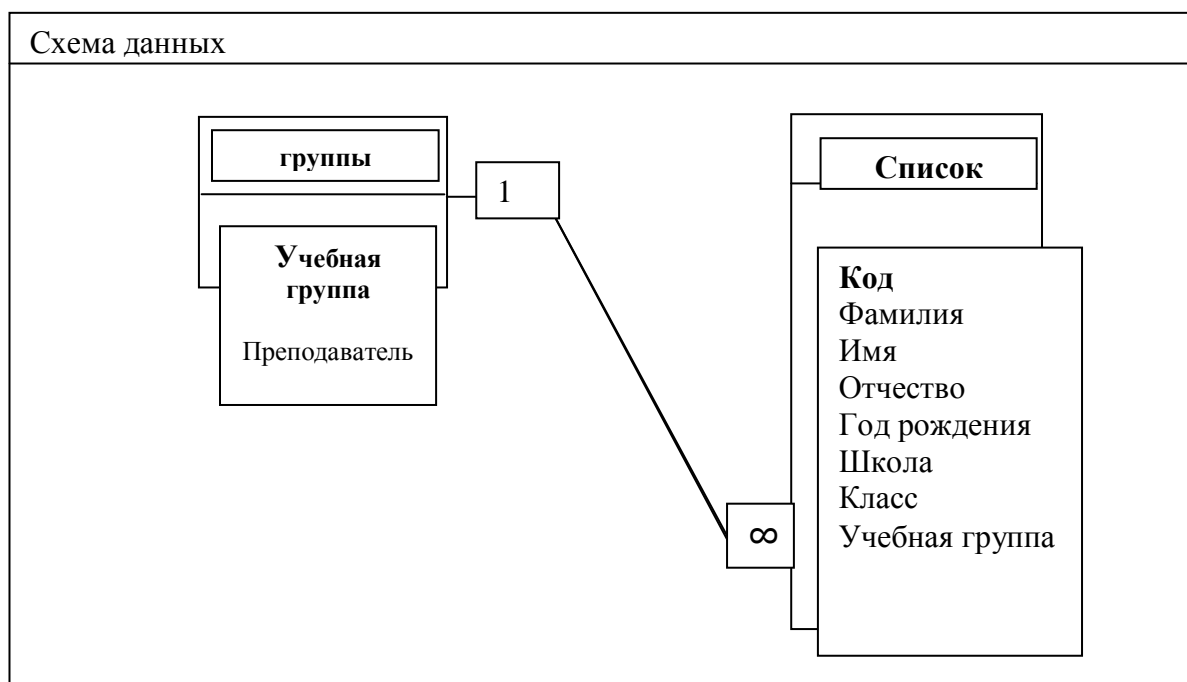 Схема данных
группы
1
Учебная
группа
Преподаватель
Список
Код
Фамилия
Имя
Отчество
Год рождения
Школа
Класс
Учебная группа
∞